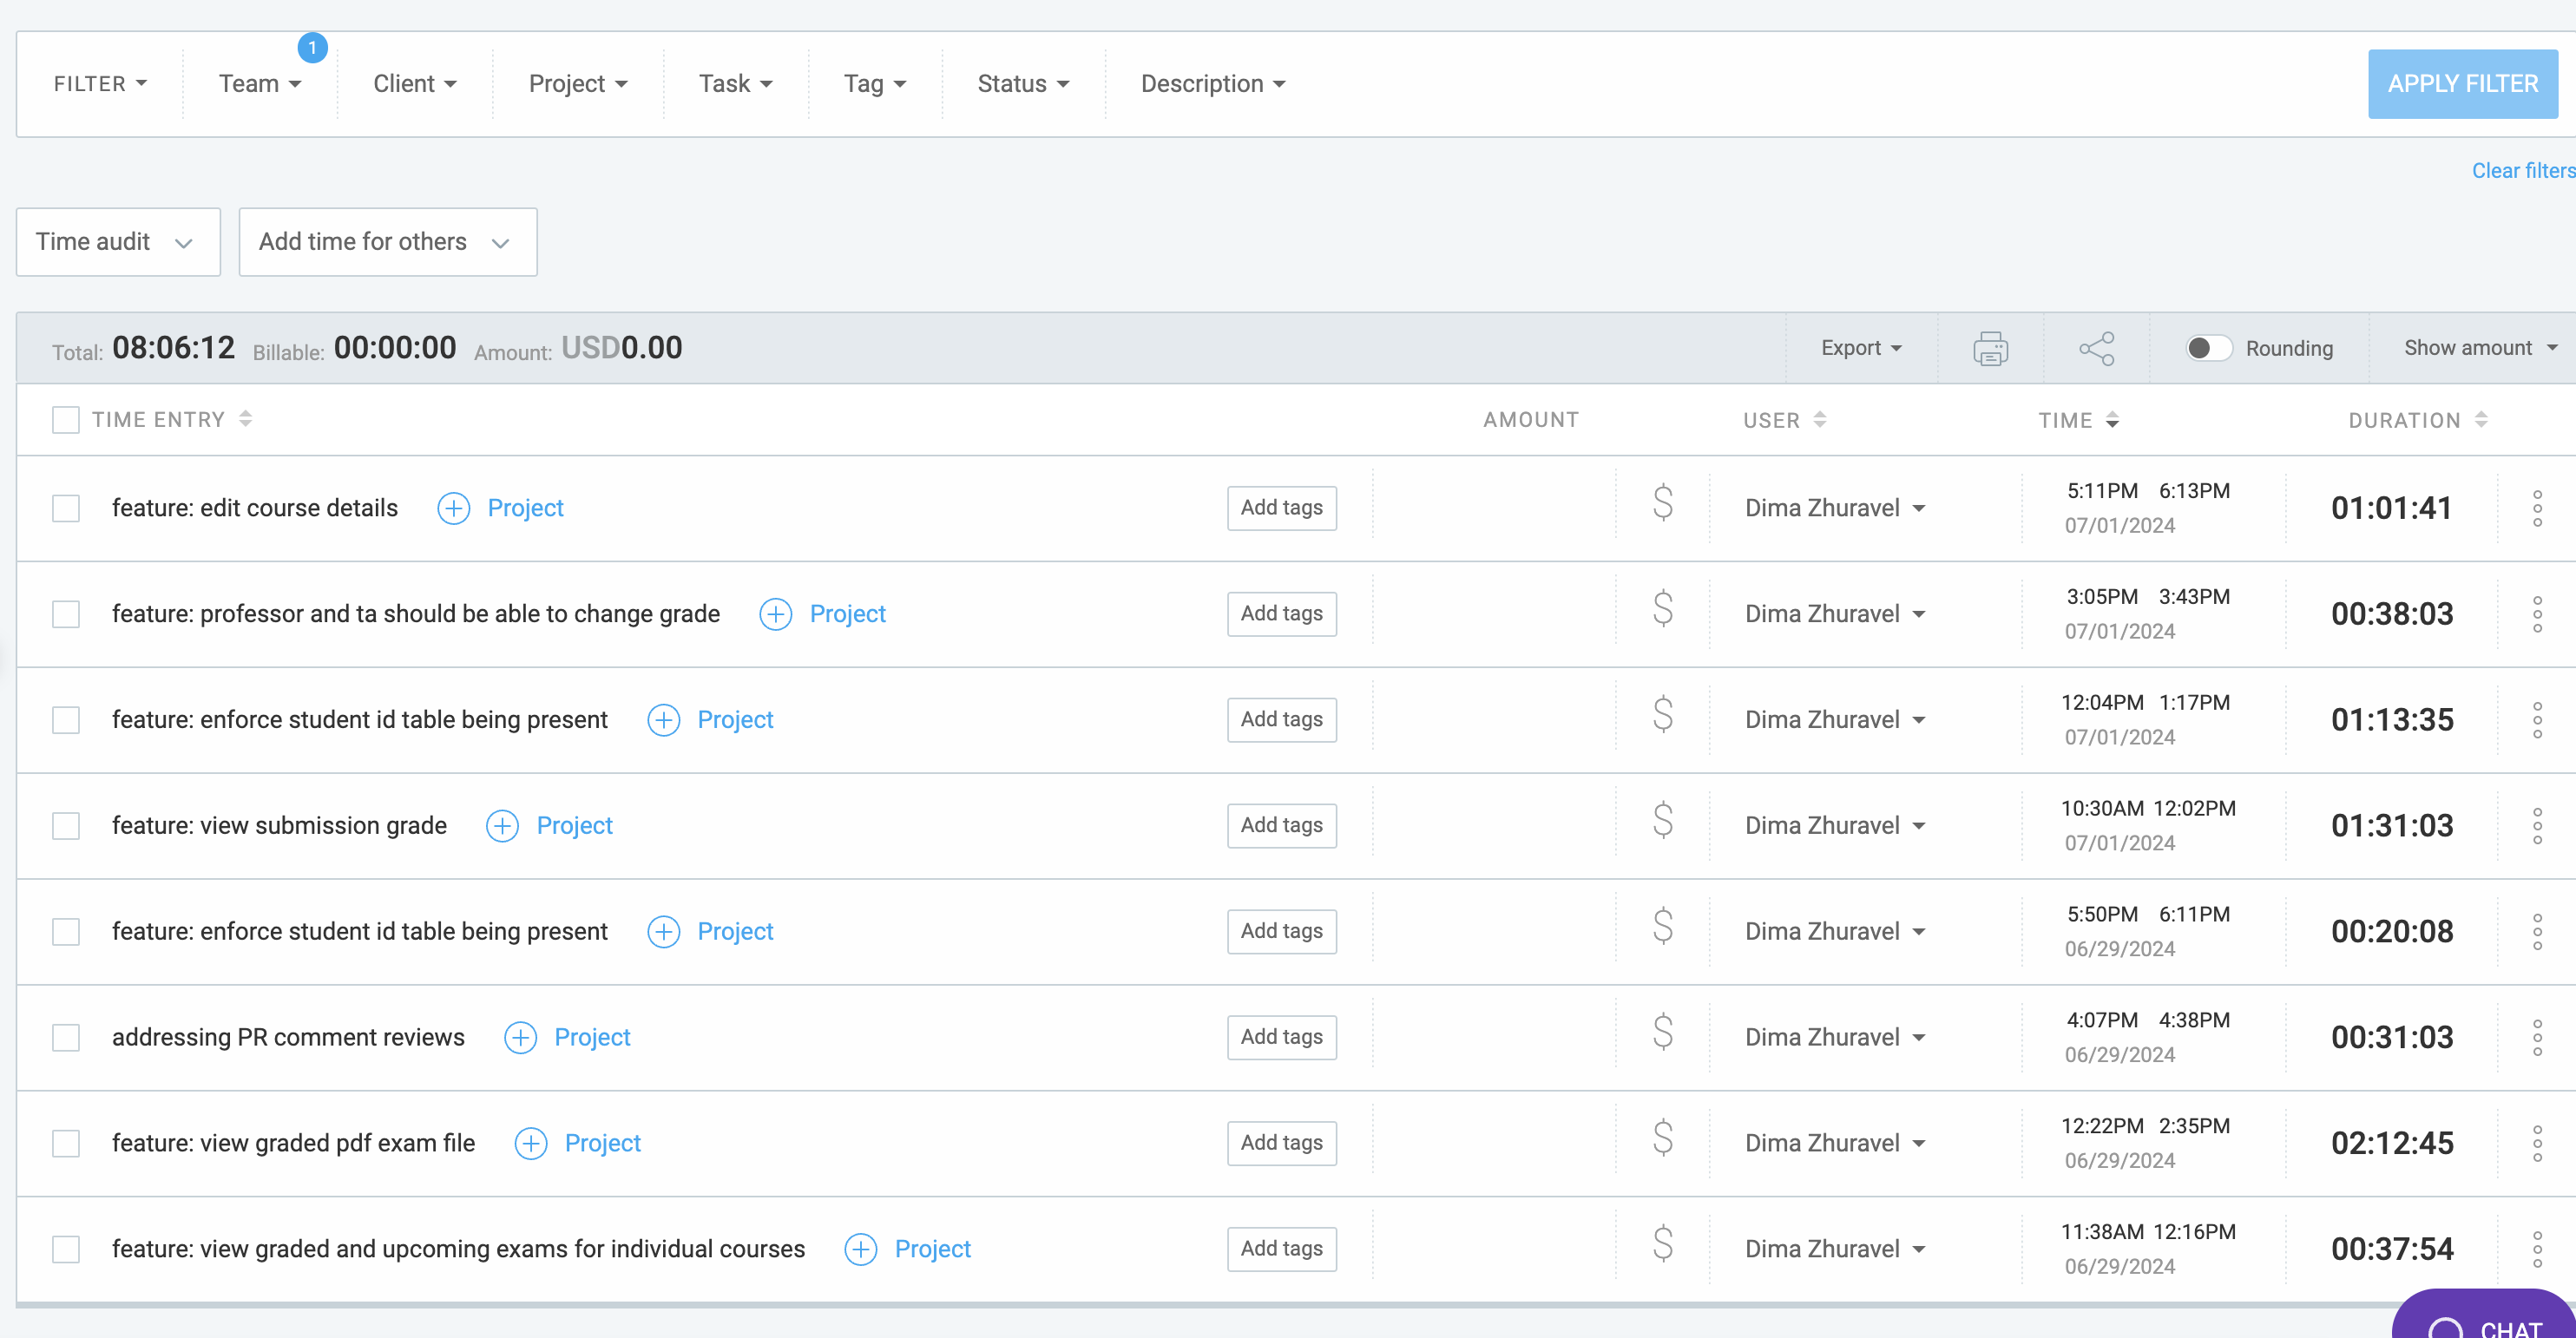 FILTER Team 1 Client Project Task Tag Status Description APPLY FILTER
Clear filters
Time audit Add time for others
Total: 08:06:12 Billable: 00:00:00 Amount: USD0.00 Export Rounding Show amount
TIME ENTRY AMOUNT USER TIME DURATION
feature: edit course details Project Add tags $ Dima Zhuravel 5:11PM 6:13PM 01:01:41
07/01/2024
feature: professor and ta should be able to change grade Project Add tags $ Dima Zhuravel 3:05PM 3:43PM 00:38:03
07/01/2024
feature: enforce student id table being present Project Add tags $ Dima Zhuravel 12:04PM 1:17PM 01:13:35
07/01/2024
feature: view submission grade Project Add tags $ Dima Zhuravel 10:30AM 12:02PM 01:31:03
07/01/2024
feature: enforce student id table being present Project Add tags $ Dima Zhuravel 5:50PM 6:11PM 00:20:08
06/29/2024
addressing PR comment reviews Project Add tags $ Dima Zhuravel 4:07PM 4:38PM 00:31:03
06/29/2024
feature: view graded pdf exam file Project Add tags $ Dima Zhuravel 12:22PM 2:35PM 02:12:45
06/29/2024
feature: view graded and upcoming exams for individual courses Project Add tags $ Dima Zhuravel 11:38AM 12:16PM 00:37:54
06/29/2024
CHAT